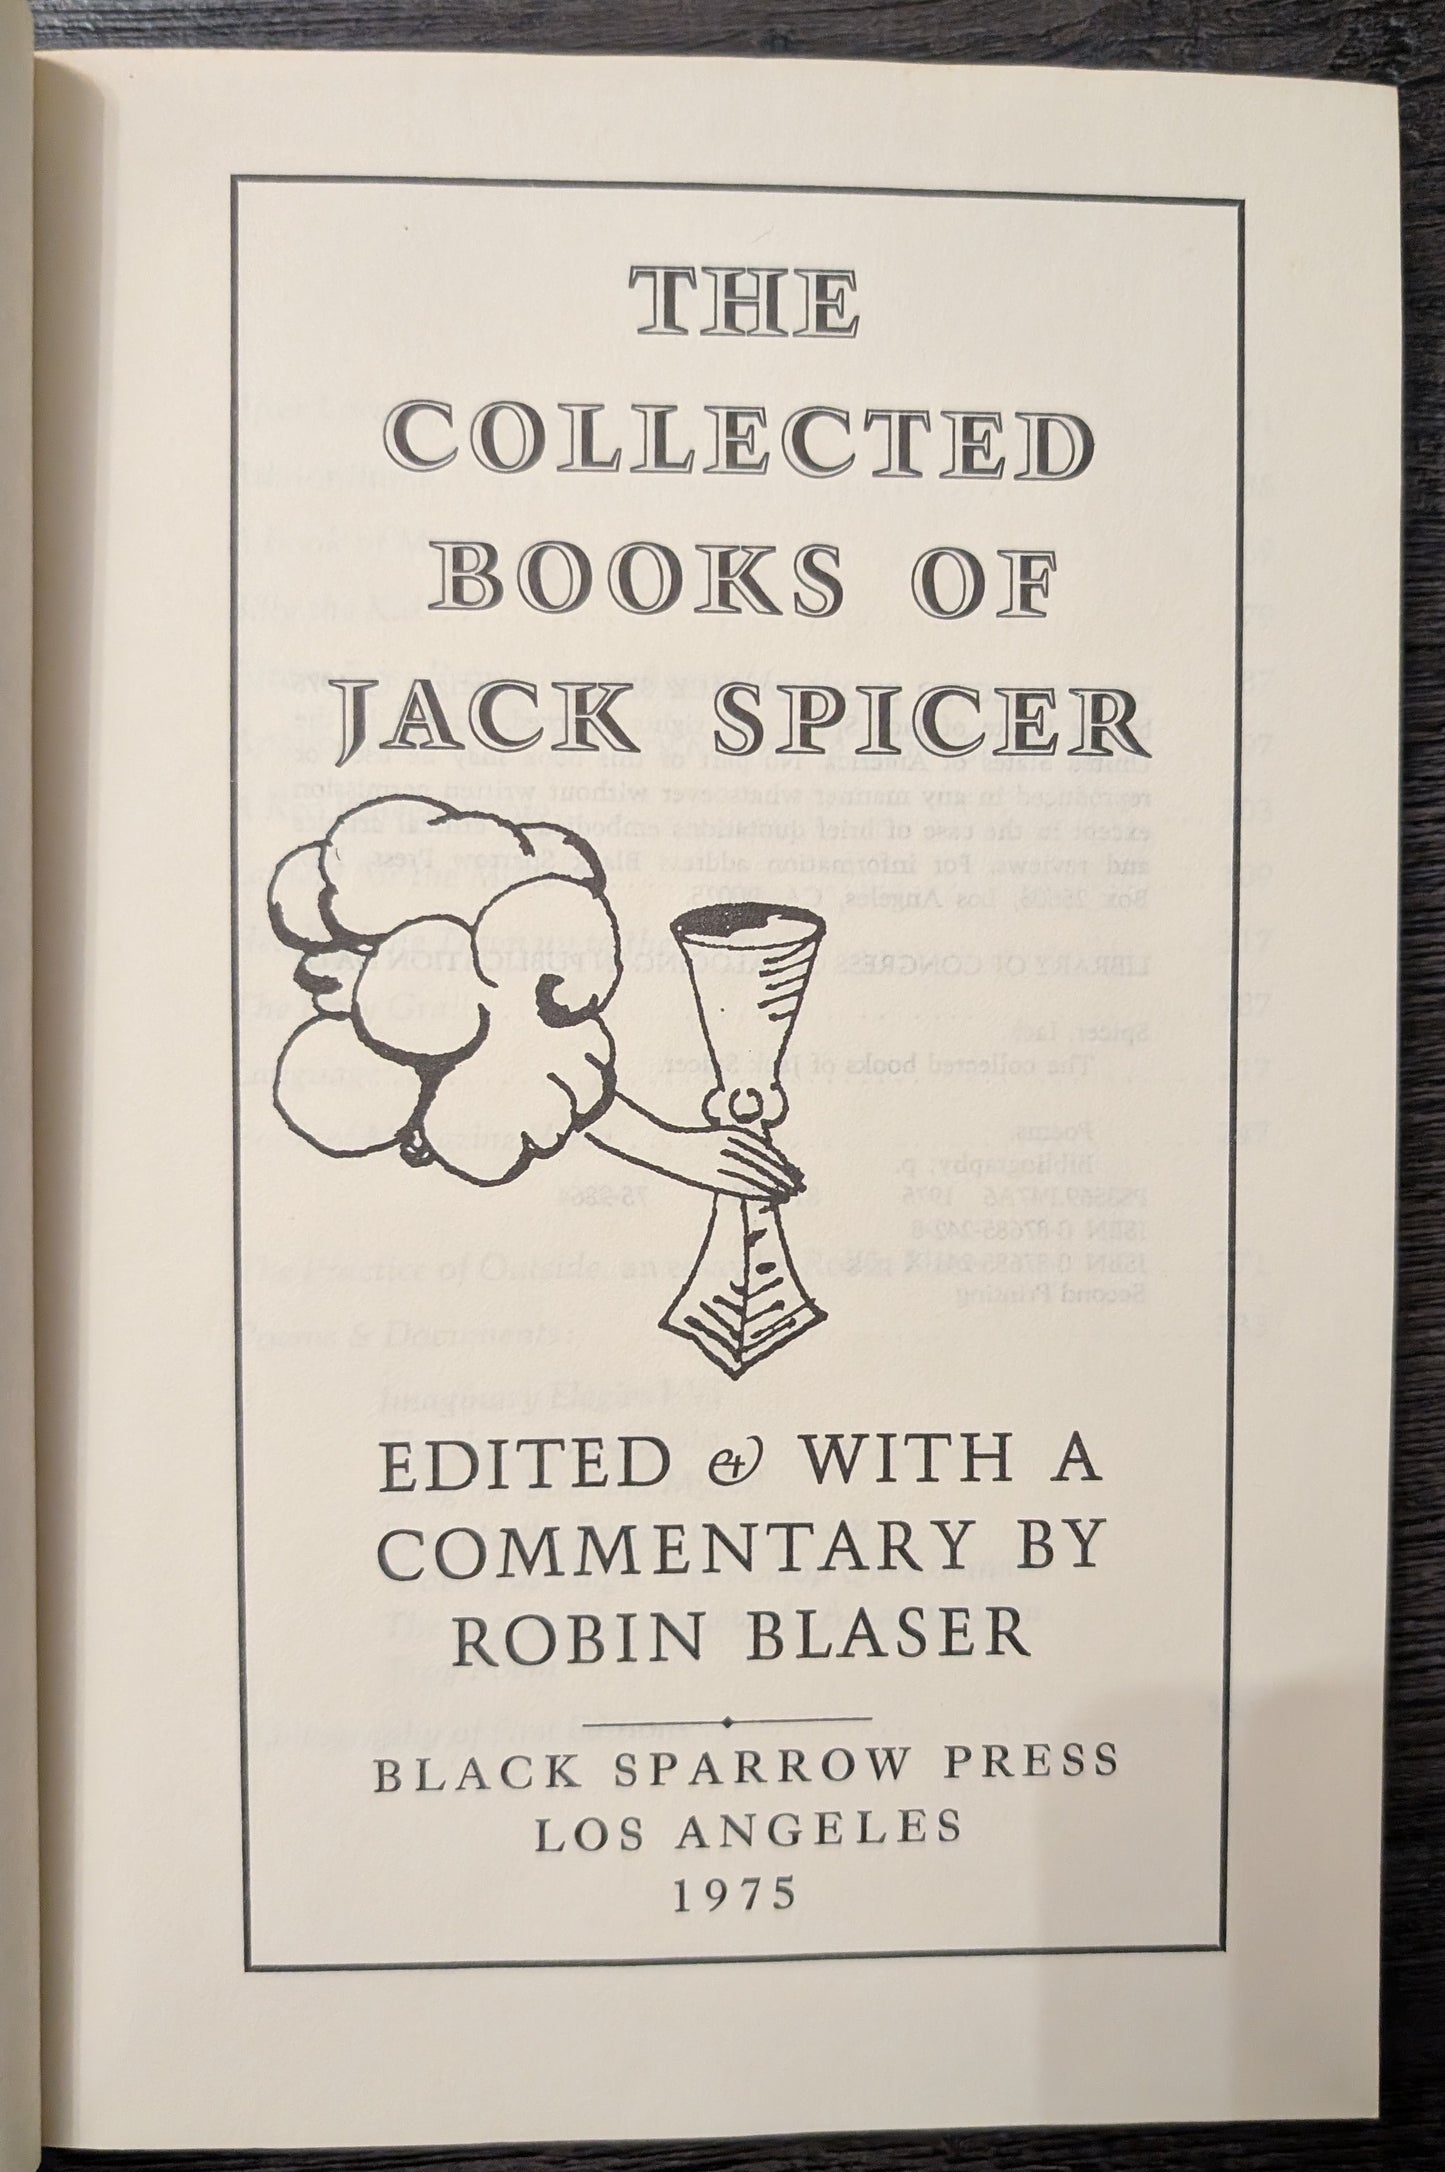 THE
COLLECTED
BOOKS OF
JACK SPICER
EDITED & WITH A
COMMENTARY BY
ROBIN BLASER
BLACK SPARROW PRESS
LOS ANGELES
1975